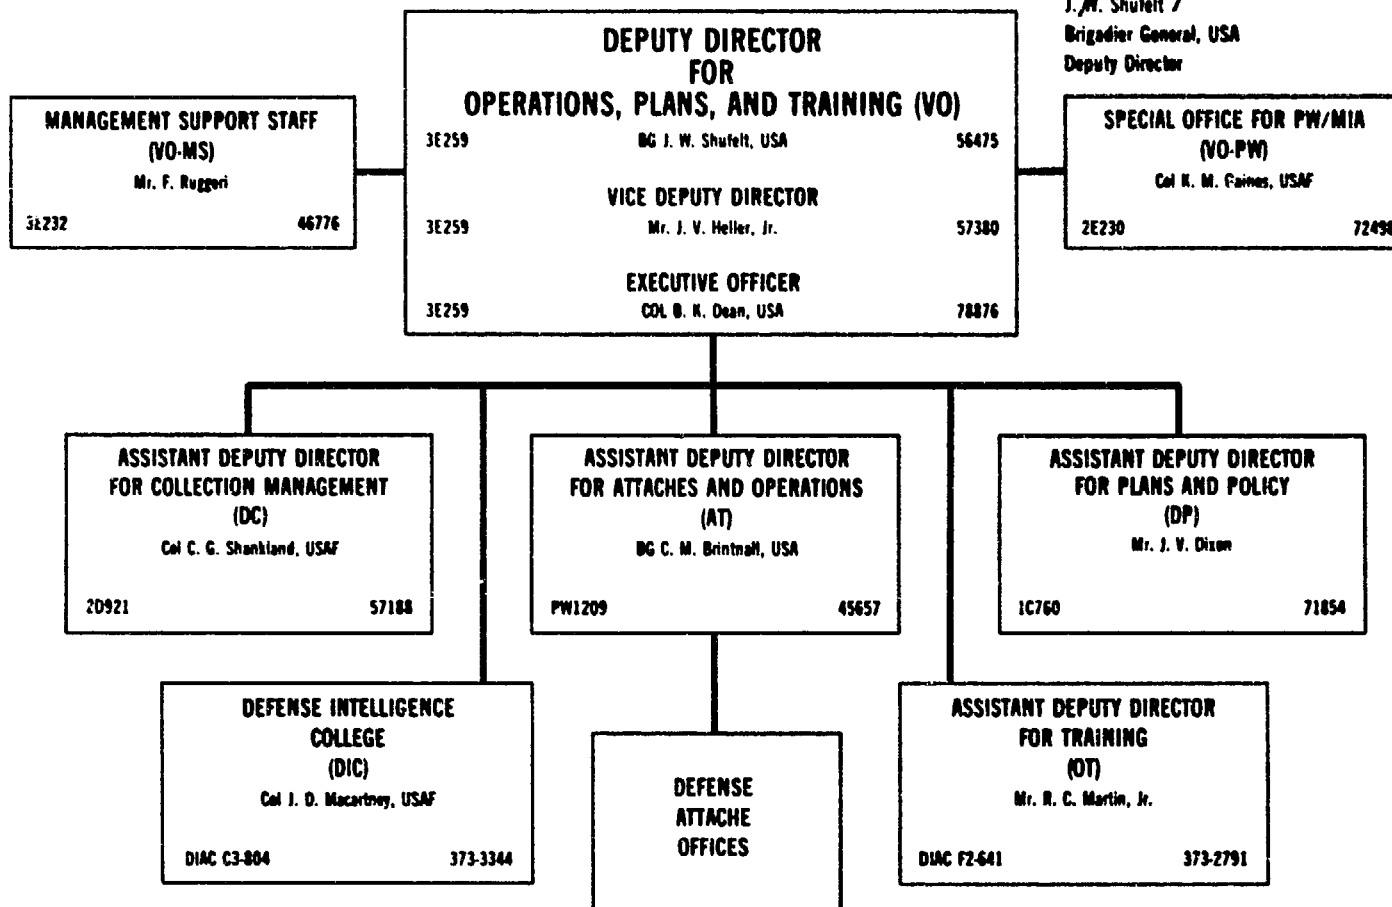 J. W. Shufelt /
Brigadier General, USA
Deputy Director
DEPUTY DIRECTOR
FOR
OPERATIONS, PLANS, AND TRAINING (VO)
3E259 BG J. W. Shufelt, USA 56475
VICE DEPUTY DIRECTOR
3E259 Mr. J. V. Heller, Jr. 57380
EXECUTIVE OFFICER
3E259 COL B. K. Dean, USA 78876
MANAGEMENT SUPPORT STAFF
(VO-MS)
Mr. F. Ruggeri
3E232 46776
SPECIAL OFFICE FOR PW/MIA
(VO-PW)
Col K. M. Gaines, USAF
2E230 72498
ASSISTANT DEPUTY DIRECTOR
FOR COLLECTION MANAGEMENT
(DC)
Col C. G. Shankland, USAF
2D921 57188
ASSISTANT DEPUTY DIRECTOR
FOR ATTACHES AND OPERATIONS
(AT)
BG C. M. Brintnall, USA
PW1209 45657
ASSISTANT DEPUTY DIRECTOR
FOR PLANS AND POLICY
(DP)
Mr. J. V. Dixon
1C760 71854
DEFENSE INTELLIGENCE
COLLEGE
(DIC)
Col J. D. Macartney, USAF
DIAC C3-804 373-3344
DEFENSE
ATTACHE
OFFICES
ASSISTANT DEPUTY DIRECTOR
FOR TRAINING
(OT)
Mr. R. C. Martin, Jr.
DIAC F2-641 373-2791